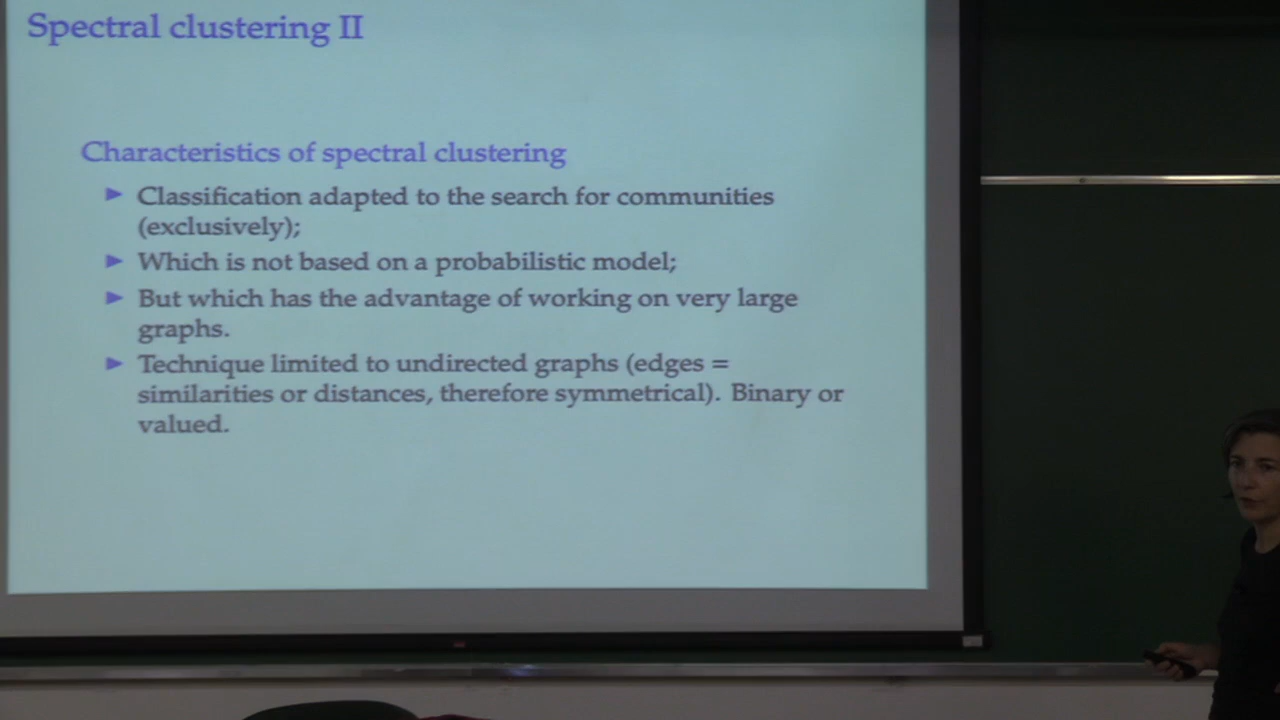 Spectral clustering II
Characteristics of spectral clustering
Classification adapted to the search for communities
(exclusively);
Which is not based on a probabilistic model;
But which has the advantage of working on very large
graphs.
Technique limited to undirected graphs (edges =
similarities or distances, therefore symmetrical). Binary or
valued.